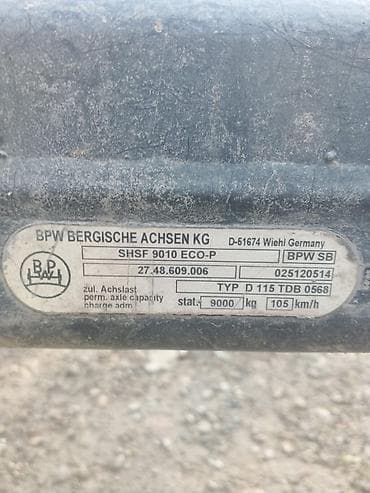 BPW BERGISCHE ACHSEN KG D-51674 Wiehl Germany
SHSF 9010 ECO-P BPW SB
27.48.609.006 025120514
TYP D 115 TDB 0568
zul. Achslast
perm. axle capacity
charge adm.
stat. 9000 kg 105 km/h
BPW